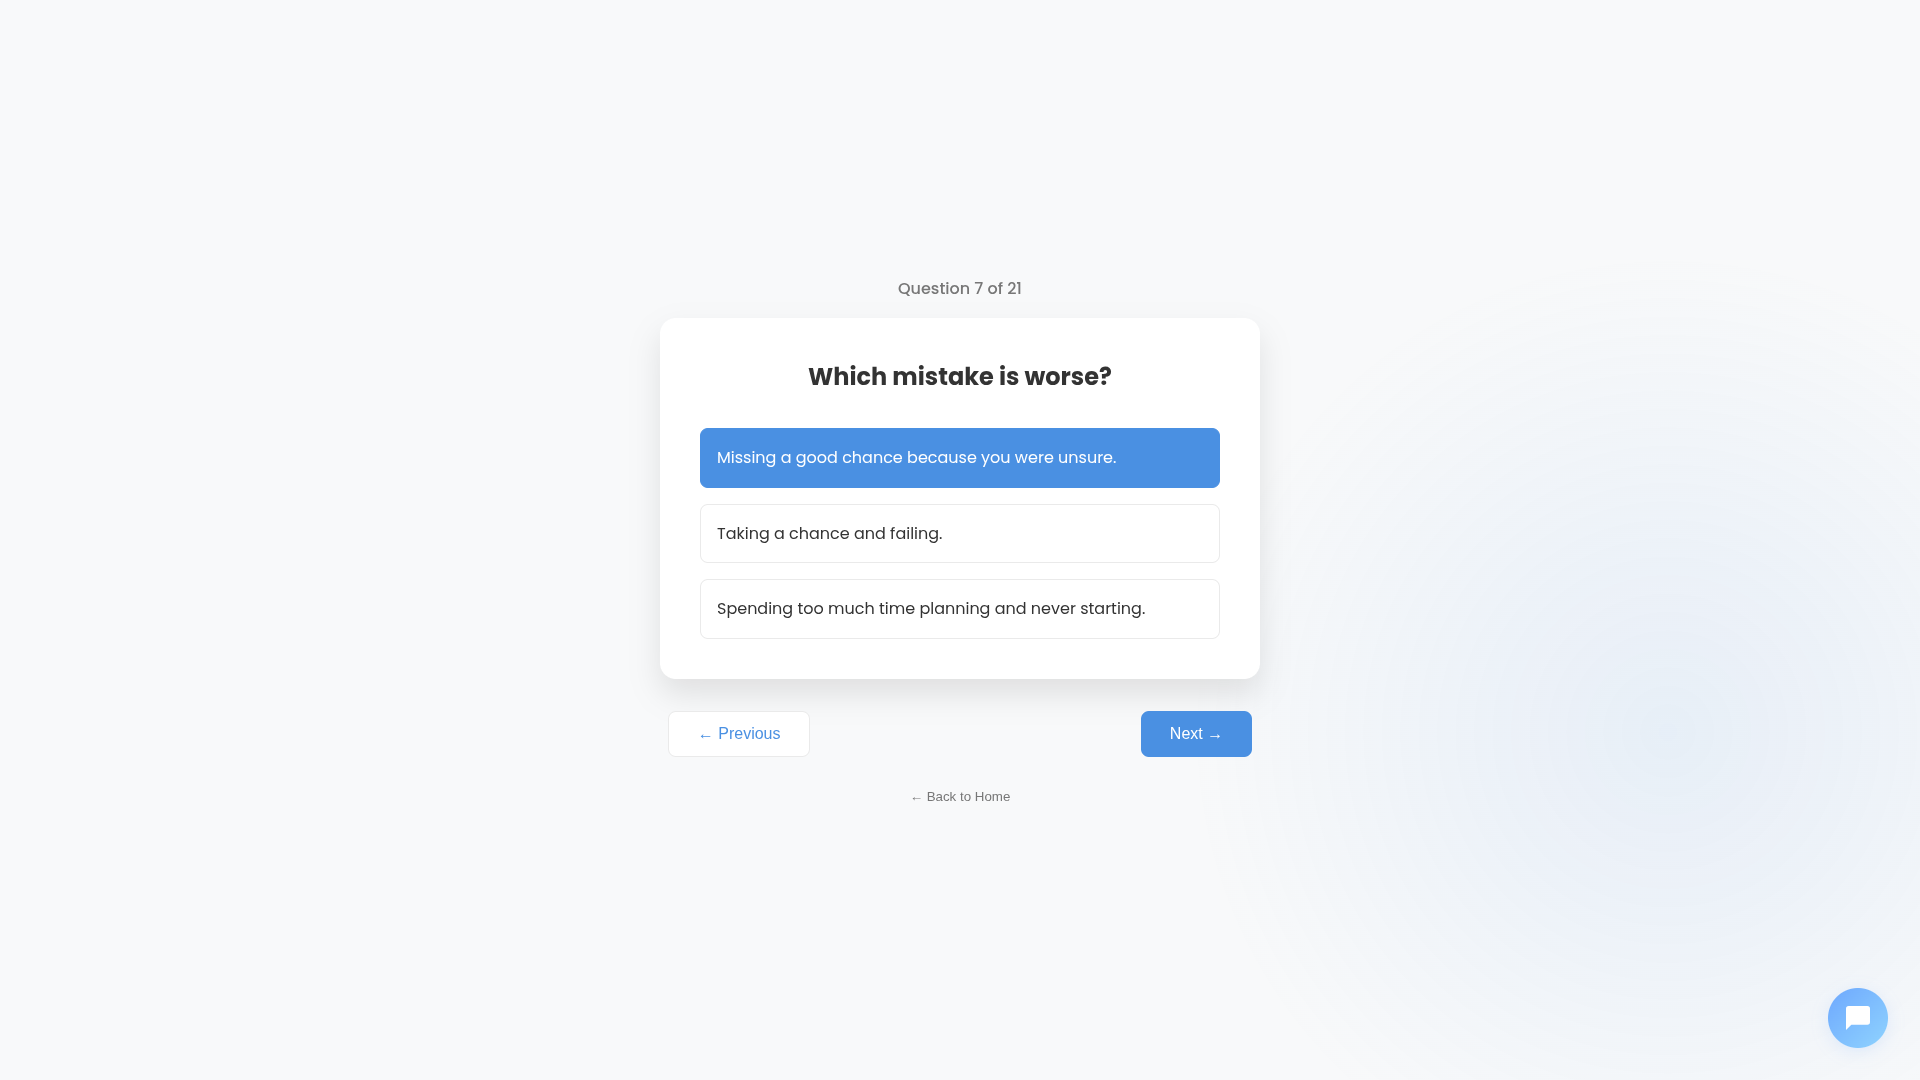 Question 7 of 21
Which mistake is worse?
Missing a good chance because you were unsure.
Taking a chance and failing.
Spending too much time planning and never starting.
← Previous
Next →
← Back to Home